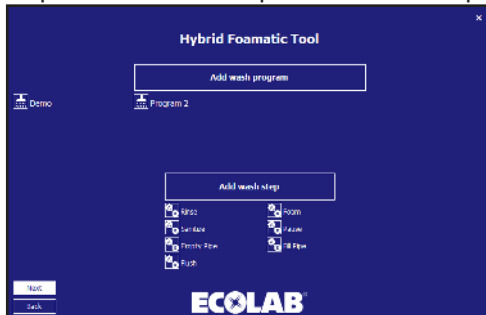 ×
Hybrid Foamatic Tool
Add wash program
Demo
Program 2
Add wash step
Rinse
Foam
Sanitize
Pause
Empty Pipe
Fill Pipe
Flush
Next
Back
ECOLAB®